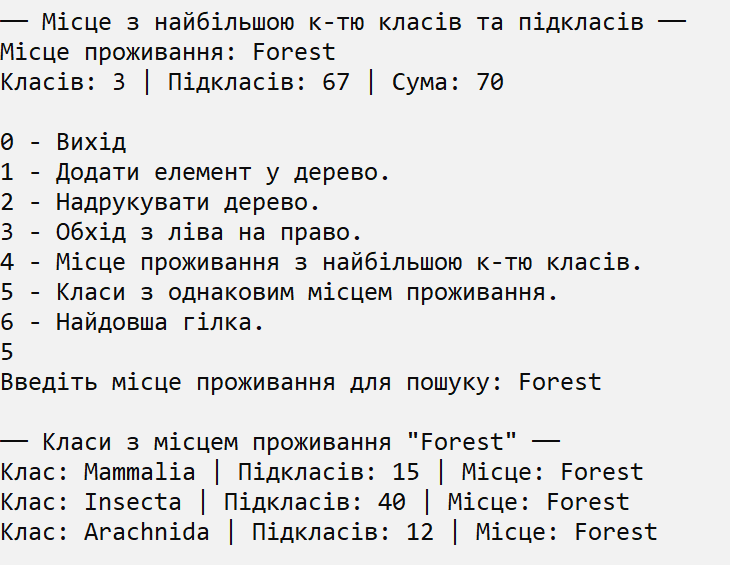 ── Місце з найбільшою к-тю класів та підкласів ──
Місце проживання: Forest
Класів: 3 │ Підкласів: 67 │ Сума: 70
0 - Вихід
1 - Додати елемент у дерево.
2 - Надрукувати дерево.
3 - Обхід з ліва на право.
4 - Місце проживання з найбільшою к-тю класів.
5 - Класи з однаковим місцем проживання.
6 - Найдовша гілка.
5
Введіть місце проживання для пошуку: Forest
── Класи з місцем проживання "Forest" ──
Клас: Mammalia │ Підкласів: 15 │ Місце: Forest
Клас: Insecta │ Підкласів: 40 │ Місце: Forest
Клас: Arachnida │ Підкласів: 12 │ Місце: Forest